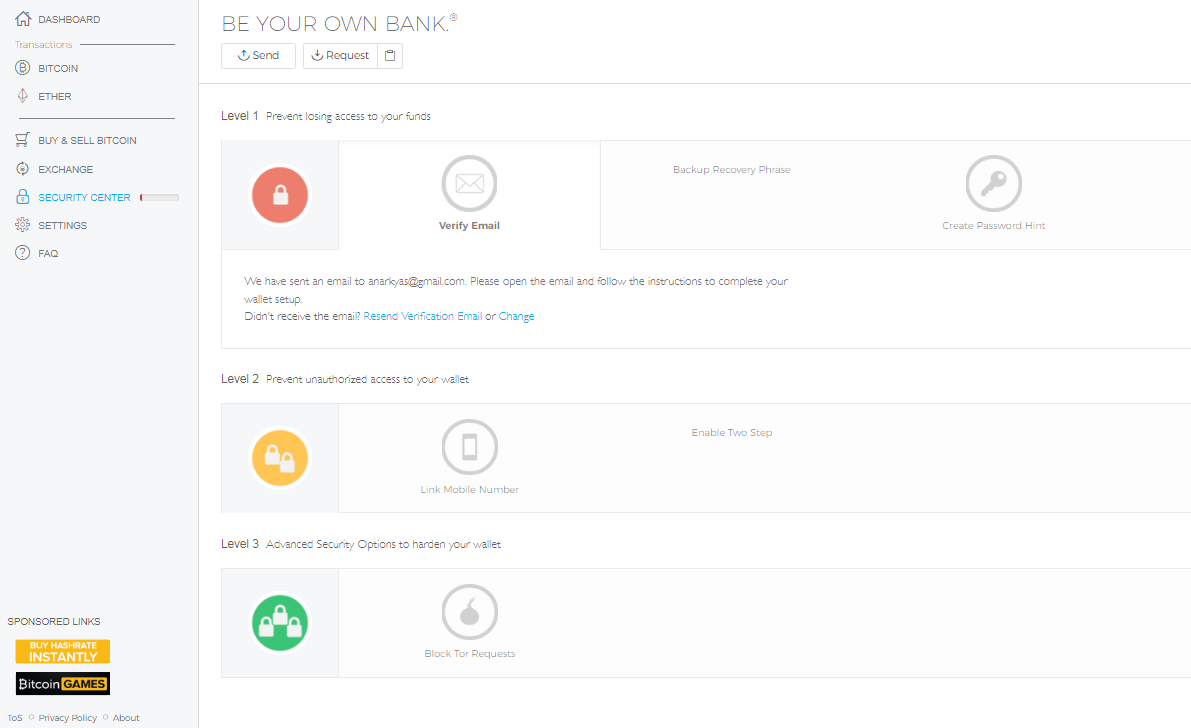 DASHBOARD
Transactions
BITCOIN
ETHER
BUY & SELL BITCOIN
EXCHANGE
SECURITY CENTER
SETTINGS
FAQ
SPONSORED LINKS
BUY HASHRATE
INSTANTLY
Bitcoin GAMES
ToS
Privacy Policy
About
BE YOUR OWN BANK.®
Send
Request
Level 1 Prevent losing access to your funds
Verify Email
Backup Recovery Phrase
Create Password Hint
We have sent an email to anarkyas@gmail.com. Please open the email and follow the instructions to complete your
wallet setup.
Didn't receive the email? Resend Verification Email or Change
Level 2 Prevent unauthorized access to your wallet
Link Mobile Number
Enable Two Step
Level 3 Advanced Security Options to harden your wallet
Block Tor Requests